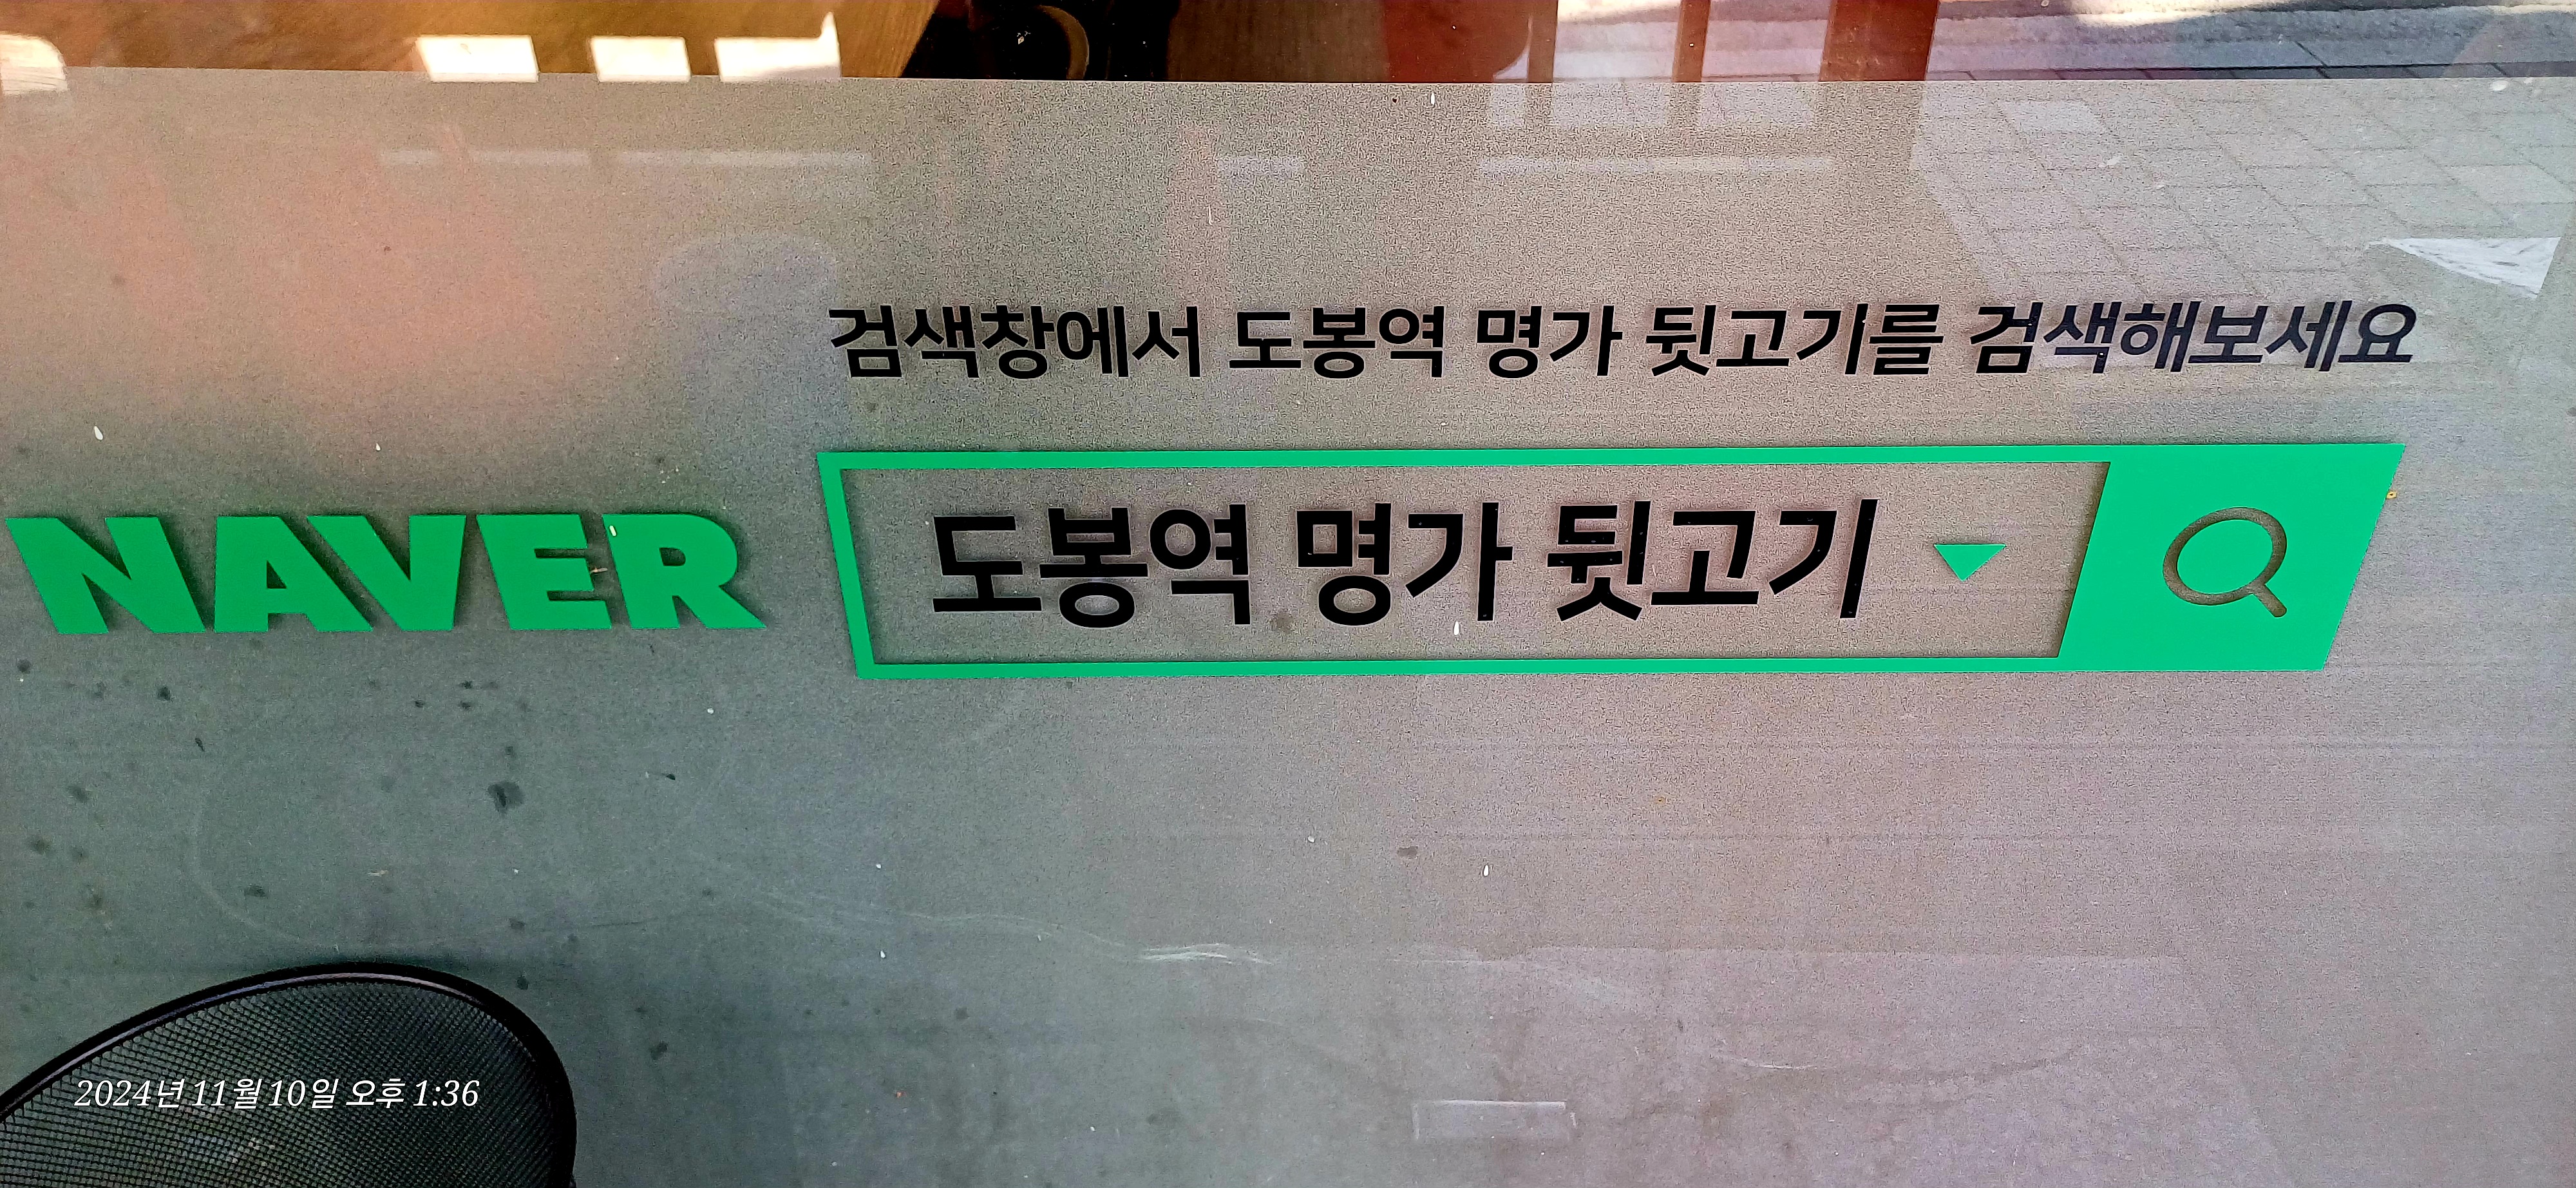 검색창에서 도봉역 명가 뒷고기를 검색해보세요
NAVER 도봉역 명가 뒷고기
2024년 11월 10일 오후 1:36